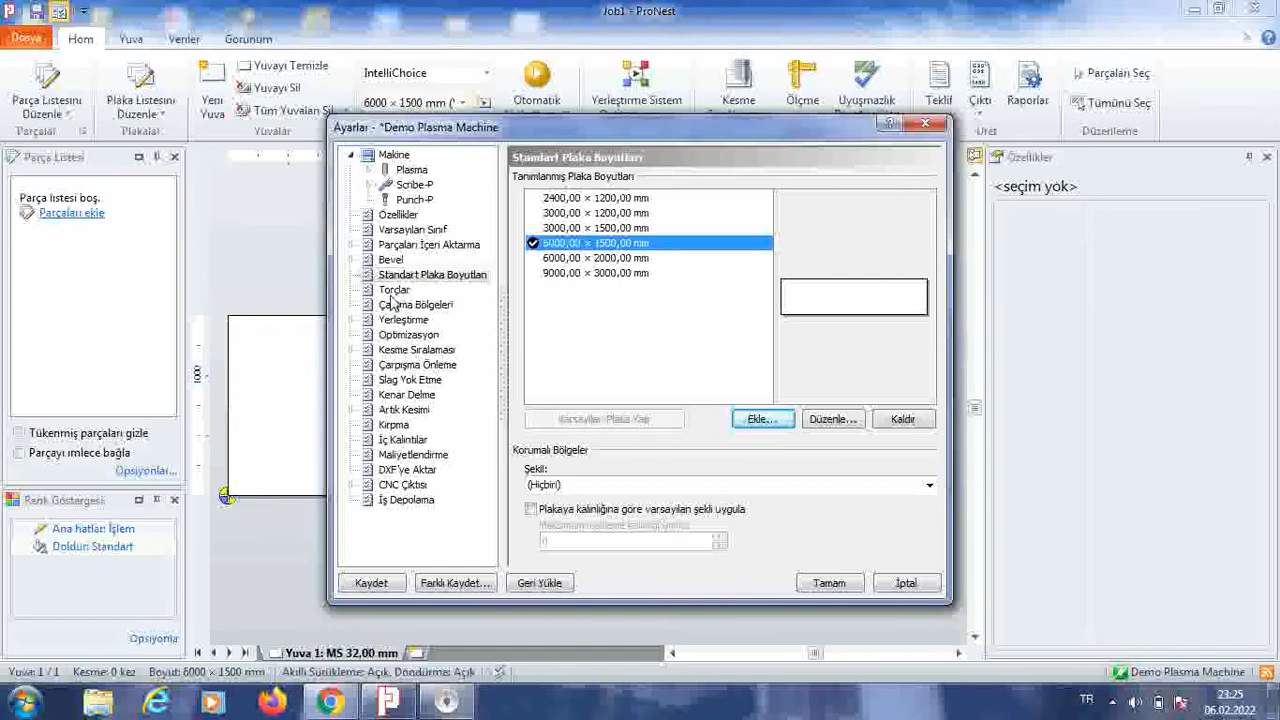 Job1 - ProNest
Dosya Hom Yuva Veriler Gorunum
Parça Listesini
Düzenle
Parçalar
Plaka Listesini
Düzenle
Plakalar
Yeni
Yuva
Yuvayı Temizle
Yuvayı Sil
Tüm Yuvaları Sil
Yuvalar
IntelliChoice
6000 × 1500 mm
Otomatik
Yerleştirme Sistem
Kesme
Ölçme
Uyuşmazlık
Teklif
Çıktı
Raporlar
Üret
Parçaları Seç
Tümünü Seç
Düzenleme
Parça Listesi
Parça listesi boş.
Parçaları ekle
Tükenmiş parçaları gizle
Parçayı imlece bağla
Opsiyonlar...
Renk Göstergesi
Ana hatlar: İşlem
Doldur: Standart
Opsiyonla
1000
Ayarlar - *Demo Plasma Machine
Makine
Plasma
Scribe-P
Punch-P
Özellikler
Varsayılan Sınıf
Parçaları İçeri Aktarma
Bevel
Standart Plaka Boyutları
Torçlar
Çalışma Bölgeleri
Yerleştirme
Optimizasyon
Kesme Sıralaması
Çarpışma Önleme
Slag Yok Etme
Kenar Delme
Artık Kesimi
Kırpma
İç Kalıntılar
Maliyetlendirme
DXF'ye Aktar
CNC Çıktısı
İş Depolama
Standart Plaka Boyutları
Tanımlanmış Plaka Boyutları
2400,00 × 1200,00 mm
3000,00 × 1200,00 mm
3000,00 × 1500,00 mm
6000,00 × 1500,00 mm
6000,00 × 2000,00 mm
9000,00 × 3000,00 mm
Varsayılan Plaka Yap Ekle... Düzenle... Kaldır
Korumalı Bölgeler
Şekil:
(Hiçbiri)
Plakaya kalınlığına göre varsayılan şekli uygula
0
Kaydet Farklı Kaydet... Geri Yükle Tamam İptal
Özellikler
<seçim yok>
Yuva 1: MS 32,00 mm
Yuva: 1 / 1 Kesme: 0 kez Boyut: 6000 × 1500 mm Akıllı Sürükleme: Açık, Döndürme: Açık Demo Plasma Machine
TR
23:25
06.02.2022